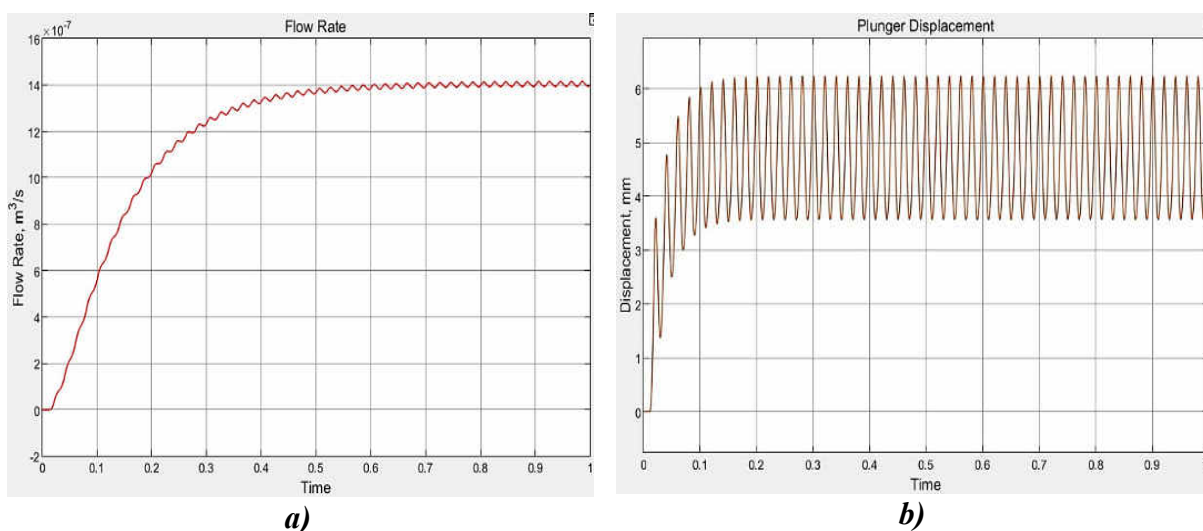 Flow Rate
×10⁻⁷
16
14
12
10
8
6
4
2
0
-2
Flow Rate, m³/s
0 0.1 0.2 0.3 0.4 0.5 0.6 0.7 0.8 0.9 1
Time
a)
Plunger Displacement
6
5
4
3
2
1
0
Displacement, mm
0 0.1 0.2 0.3 0.4 0.5 0.6 0.7 0.8 0.9
Time
b)